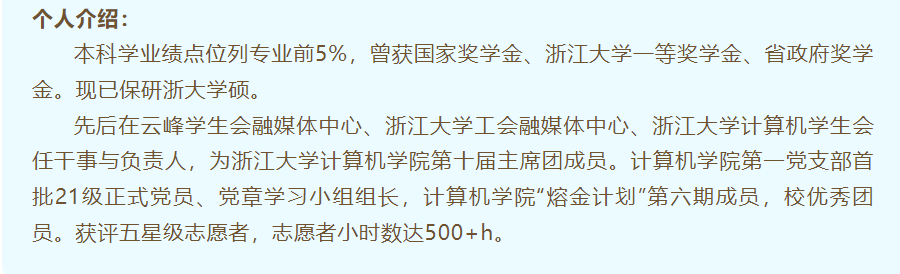 个人介绍：
本科学业绩点位列专业前5%，曾获国家奖学金、浙江大学一等奖学金、省政府奖学
金。现已保研浙大学硕。
先后在云峰学生会融媒体中心、浙江大学工会融媒体中心、浙江大学计算机学生会
任干事与负责人，为浙江大学计算机学院第十届主席团成员。计算机学院第一党支部首
批21级正式党员、党章学习小组组长，计算机学院“熔金计划”第六期成员，校优秀团
员。获评五星级志愿者，志愿者小时数达500+h。